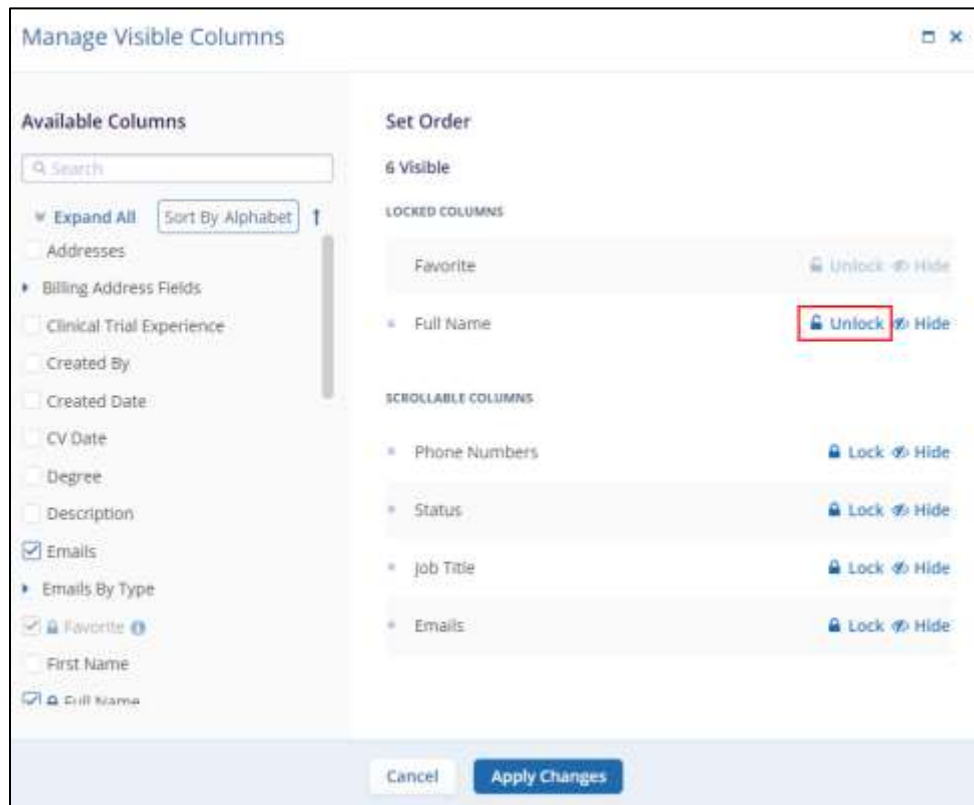 Manage Visible Columns
Available Columns
Search
Expand All Sort By Alphabet
Addresses
Billing Address Fields
Clinical Trial Experience
Created By
Created Date
CV Date
Degree
Description
Emails
Emails By Type
Favorite
First Name
Full Name
Set Order
6 Visible
LOCKED COLUMNS
Favorite Unlock Hide
Full Name Unlock Hide
SCROLLABLE COLUMNS
Phone Numbers Lock Hide
Status Lock Hide
Job Title Lock Hide
Emails Lock Hide
Cancel Apply Changes